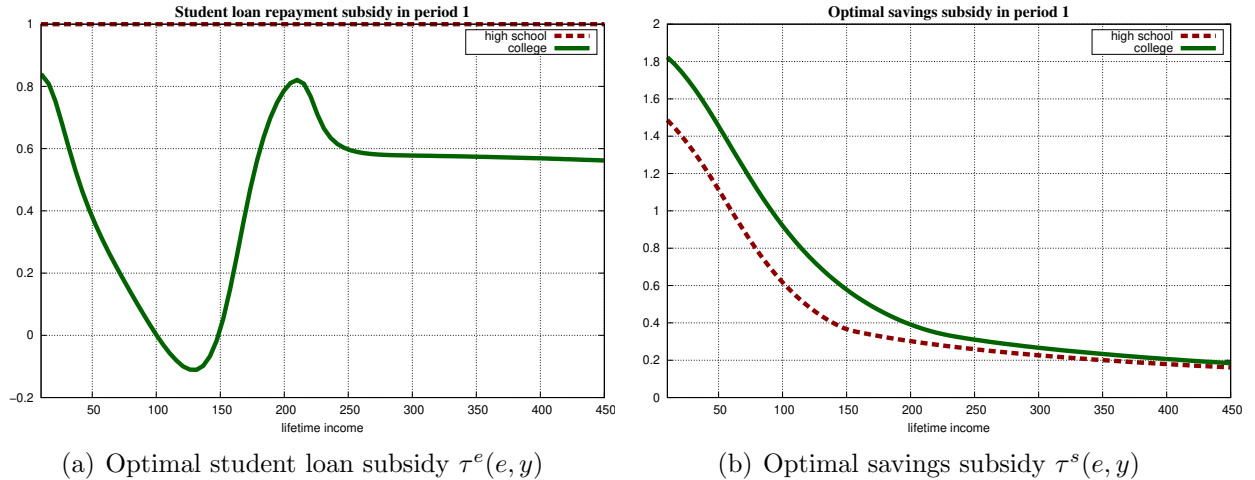 Student loan repayment subsidy in period 1
1
0.8
0.6
0.4
0.2
0
−0.2
high school
college
50 100 150 200 250 300 350 400 450
lifetime income
(a) Optimal student loan subsidy τᵉ(e, y)
Optimal savings subsidy in period 1
2
1.8
1.6
1.4
1.2
1
0.8
0.6
0.4
0.2
0
high school
college
50 100 150 200 250 300 350 400 450
lifetime income
(b) Optimal savings subsidy τˢ(e, y)